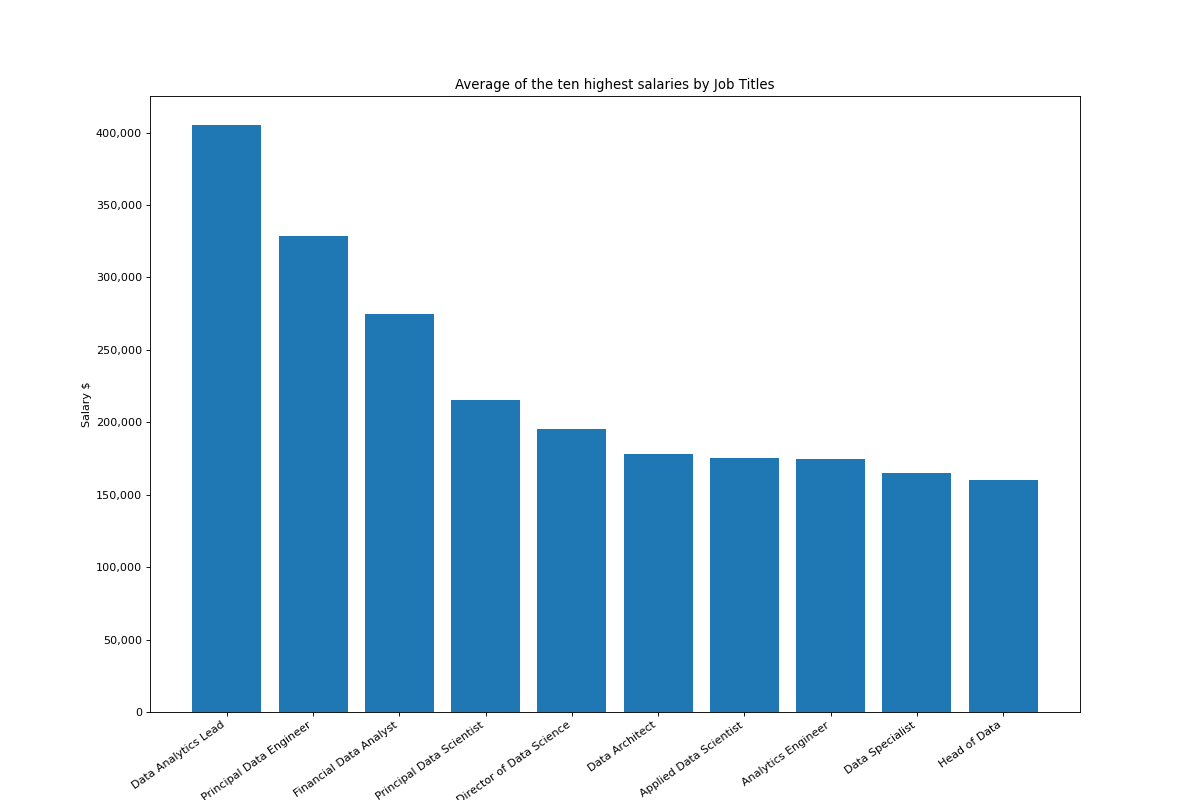 Average of the ten highest salaries by Job Titles
Salary $
400,000
350,000
300,000
250,000
200,000
150,000
100,000
50,000
0
Data Analytics Lead
Principal Data Engineer
Financial Data Analyst
Principal Data Scientist
Director of Data Science
Data Architect
Applied Data Scientist
Analytics Engineer
Data Specialist
Head of Data